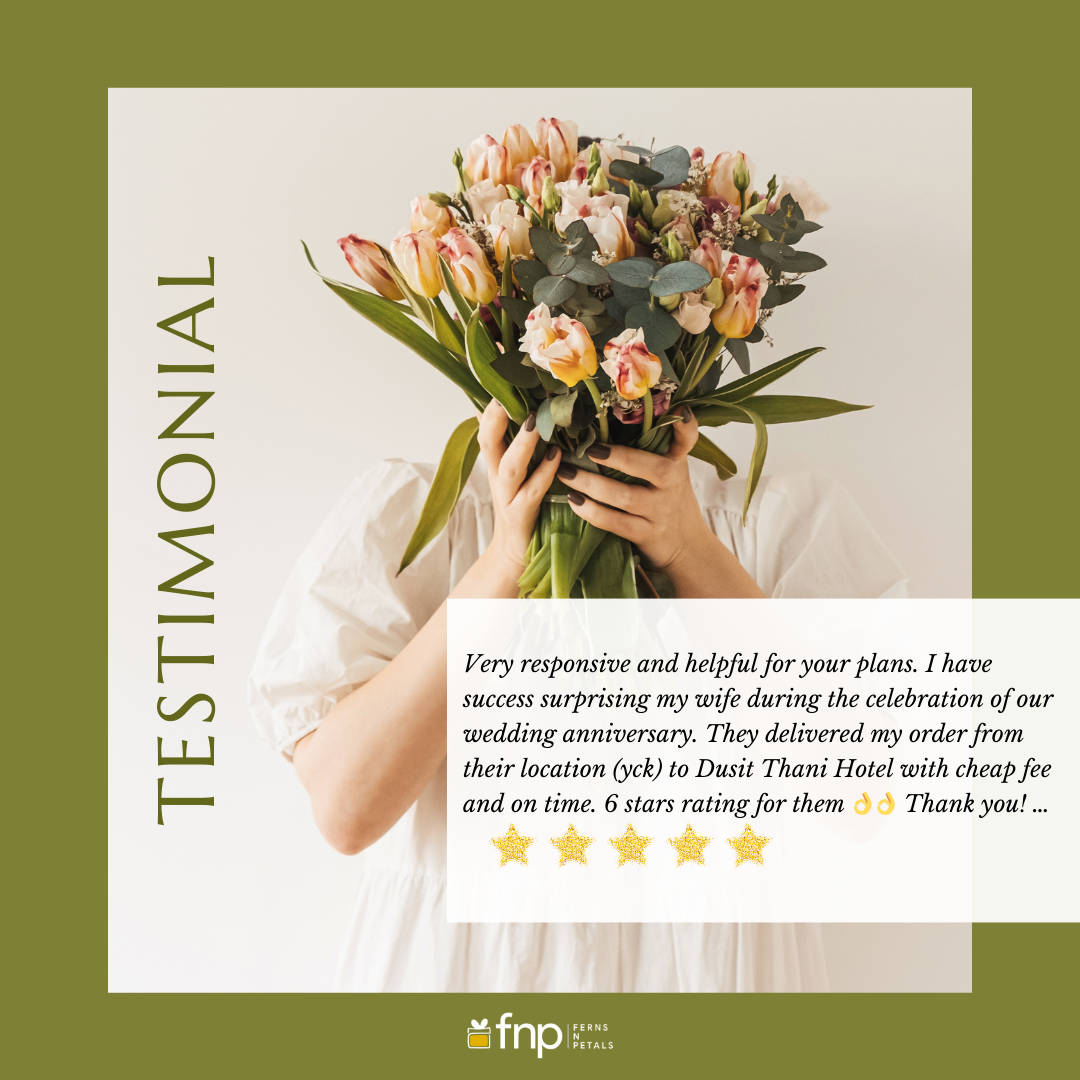 TESTIMONIAL
Very responsive and helpful for your plans. I have
success surprising my wife during the celebration of our
wedding anniversary. They delivered my order from
their location (yck) to Dusit Thani Hotel with cheap fee
and on time. 6 stars rating for them 👌👌 Thank you! ...
fnp
FERNS
N
PETALS